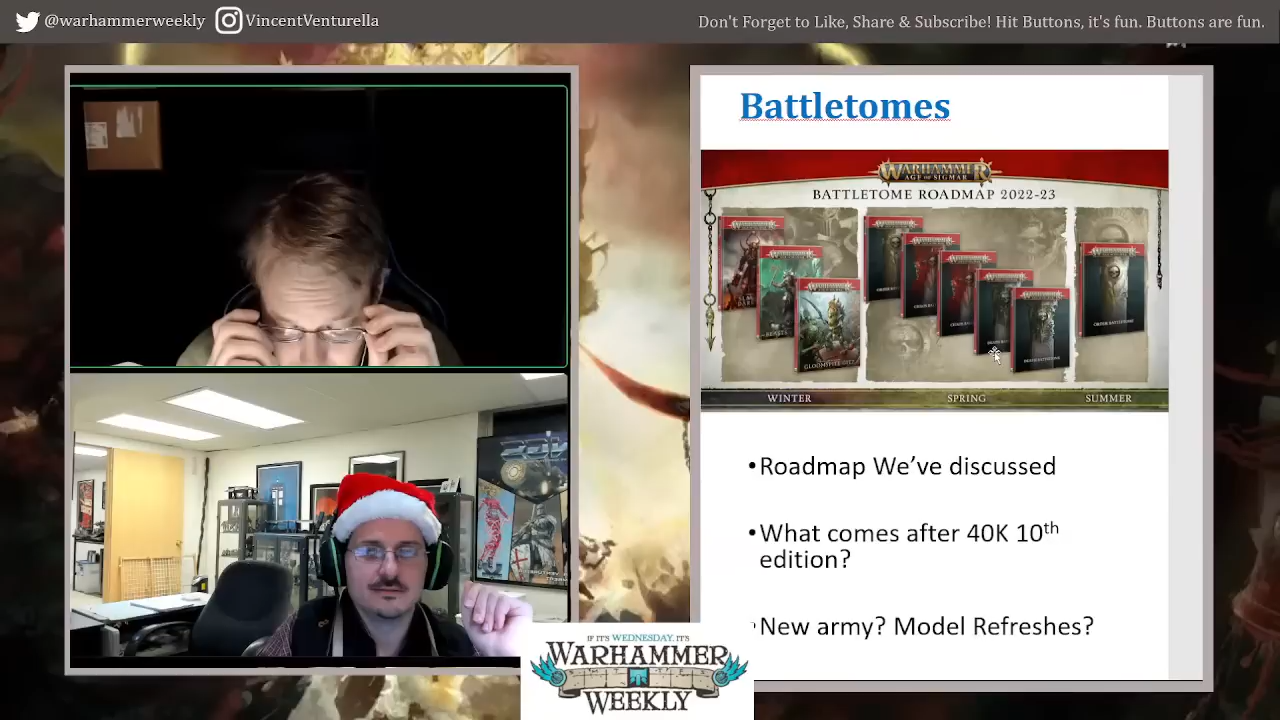 @warhammerweekly VincentVenturella
Don't Forget to Like, Share & Subscribe! Hit Buttons, it's fun. Buttons are fun.
Battletomes
WARHAMMER
AGE OF SIGMAR
BATTLETOME ROADMAP 2022-23
GLOOMSPITE GITZ
WINTER SPRING SUMMER
•Roadmap We've discussed
•What comes after 40K 10th
edition?
New army? Model Refreshes?
IF IT'S WEDNESDAY, IT'S
WARHAMMER
WEEKLY